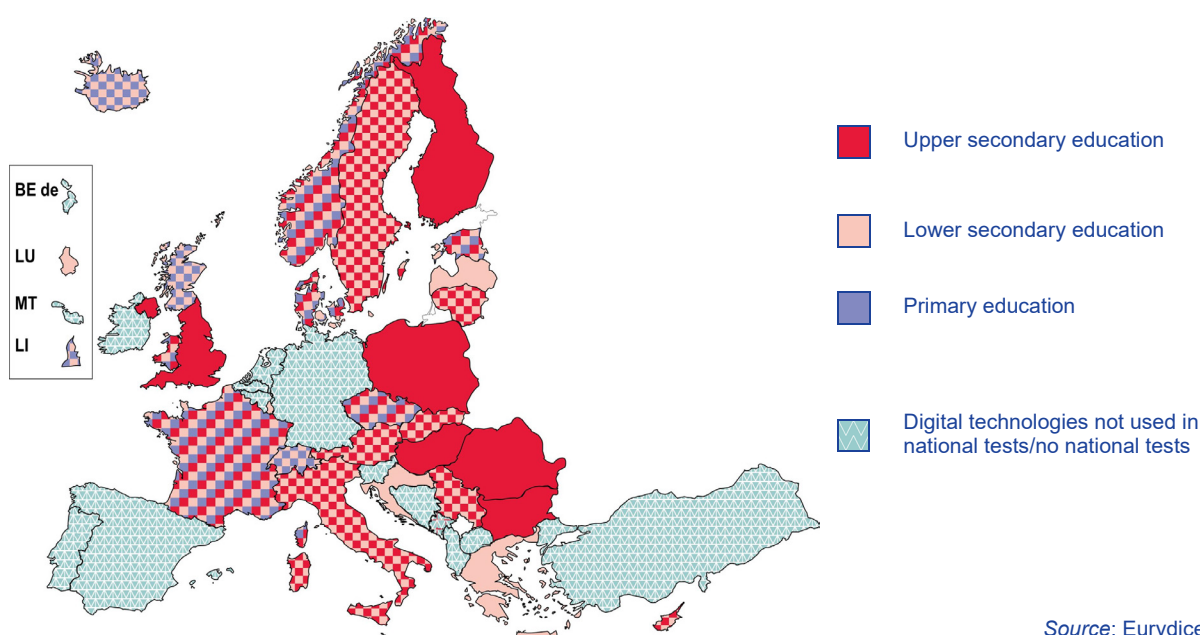 BE de
LU
MT
LI
Upper secondary education
Lower secondary education
Primary education
Digital technologies not used in
national tests/no national tests
Source: Eurydice